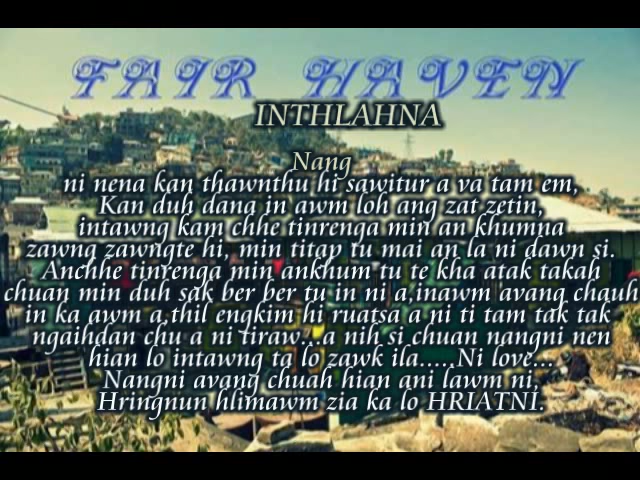 FAIR HAVEN
INTHLAHNA
Nang
ni nena kan thawnthu hi sawitur a va tam em,
Kan duh dana in awm loh ang zat zetin,
intawng kam chhe tinrenga min an khumna
zawng zawngte hi, min titap tu mai an la ni dawn si.
Anchhe tinrenga min ankhum tu te kha atak takah
chuan min duh sak ber ber tu in ni a,inawm avang chauh
in ka awm a,thil engkim hi ruatsa a ni ti tam tak tak
ngaihdan chu a ni tiraw...a nih si chuan nangni nen
hian lo intawng ta lo zawk ila.....Ni love...
Nangni avang chuah hian ani lawm ni,
Hringnun hlimawm zia ka lo HRIATNI.